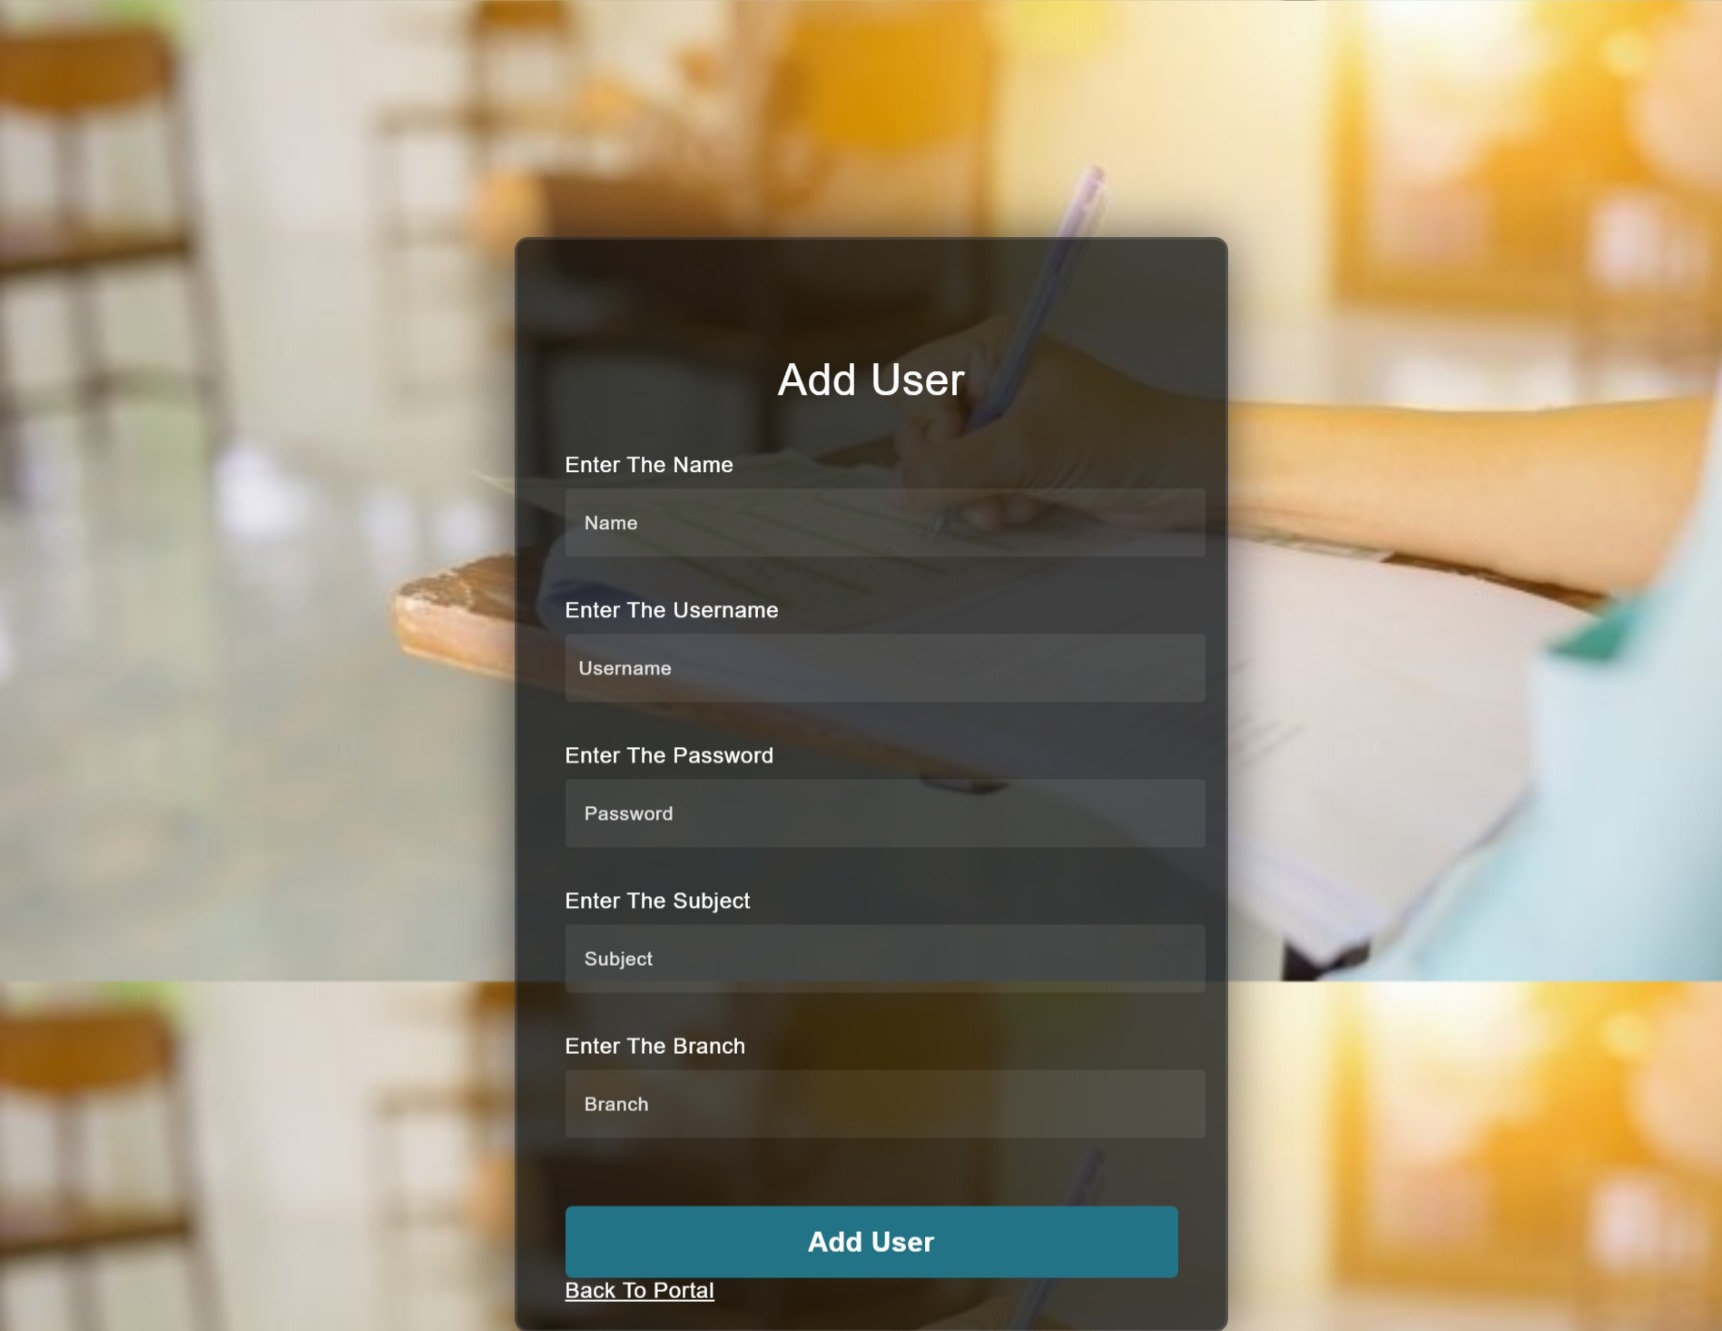 Add User
Enter The Name
Name
Enter The Username
Username
Enter The Password
Password
Enter The Subject
Subject
Enter The Branch
Branch
Add User
Back To Portal